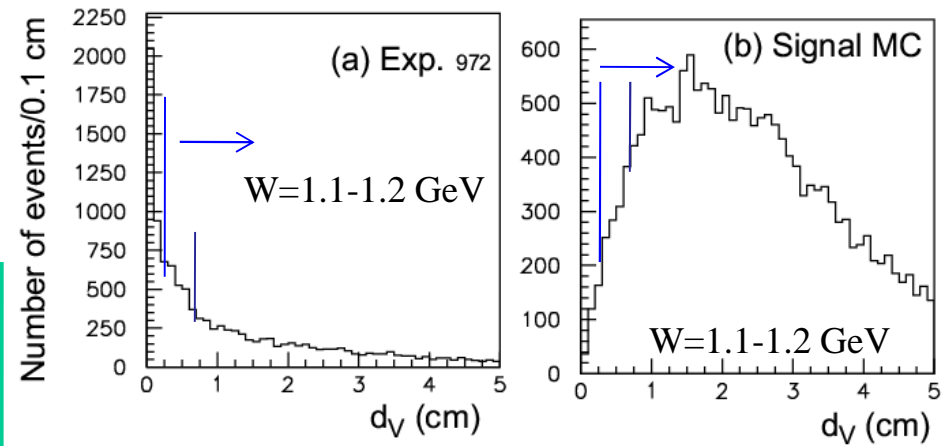 Number of events/0.1 cm
2250
2000
1750
1500
1250
1000
750
500
250
0
(a) Exp. 972
W=1.1-1.2 GeV
0 1 2 3 4 5
d_V (cm)
600
500
400
300
200
100
0
(b) Signal MC
W=1.1-1.2 GeV
0 1 2 3 4 5
d_V (cm)